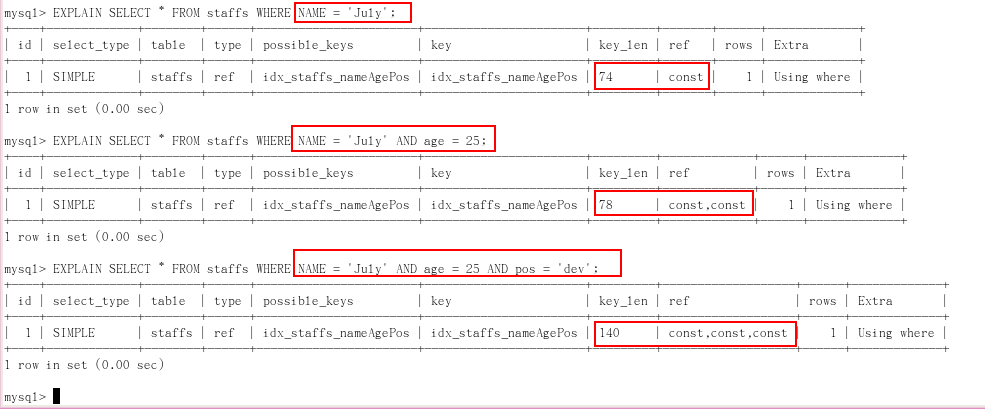 mysql> EXPLAIN SELECT * FROM staffs WHERE NAME = 'July';
| id | select_type | table | type | possible_keys | key | key_len | ref | rows | Extra |
| 1 | SIMPLE | staffs | ref | idx_staffs_nameAgePos | idx_staffs_nameAgePos | 74 | const | 1 | Using where |
1 row in set (0.00 sec)
mysql> EXPLAIN SELECT * FROM staffs WHERE NAME = 'July' AND age = 25;
| id | select_type | table | type | possible_keys | key | key_len | ref | rows | Extra |
| 1 | SIMPLE | staffs | ref | idx_staffs_nameAgePos | idx_staffs_nameAgePos | 78 | const,const | 1 | Using where |
1 row in set (0.00 sec)
mysql> EXPLAIN SELECT * FROM staffs WHERE NAME = 'July' AND age = 25 AND pos = 'dev';
| id | select_type | table | type | possible_keys | key | key_len | ref | rows | Extra |
| 1 | SIMPLE | staffs | ref | idx_staffs_nameAgePos | idx_staffs_nameAgePos | 140 | const,const,const | 1 | Using where |
1 row in set (0.00 sec)
mysql>